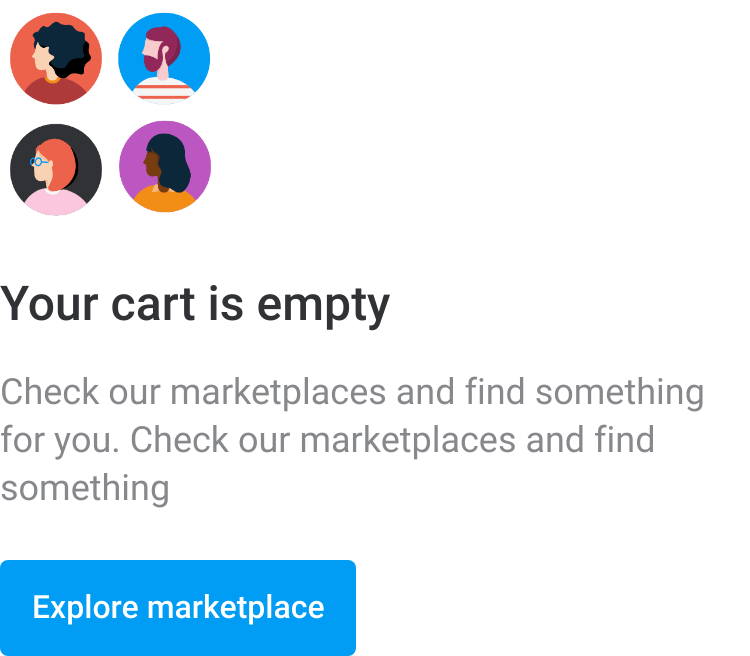 Your cart is empty
Check our marketplaces and find something
for you. Check our marketplaces and find
something
Explore marketplace